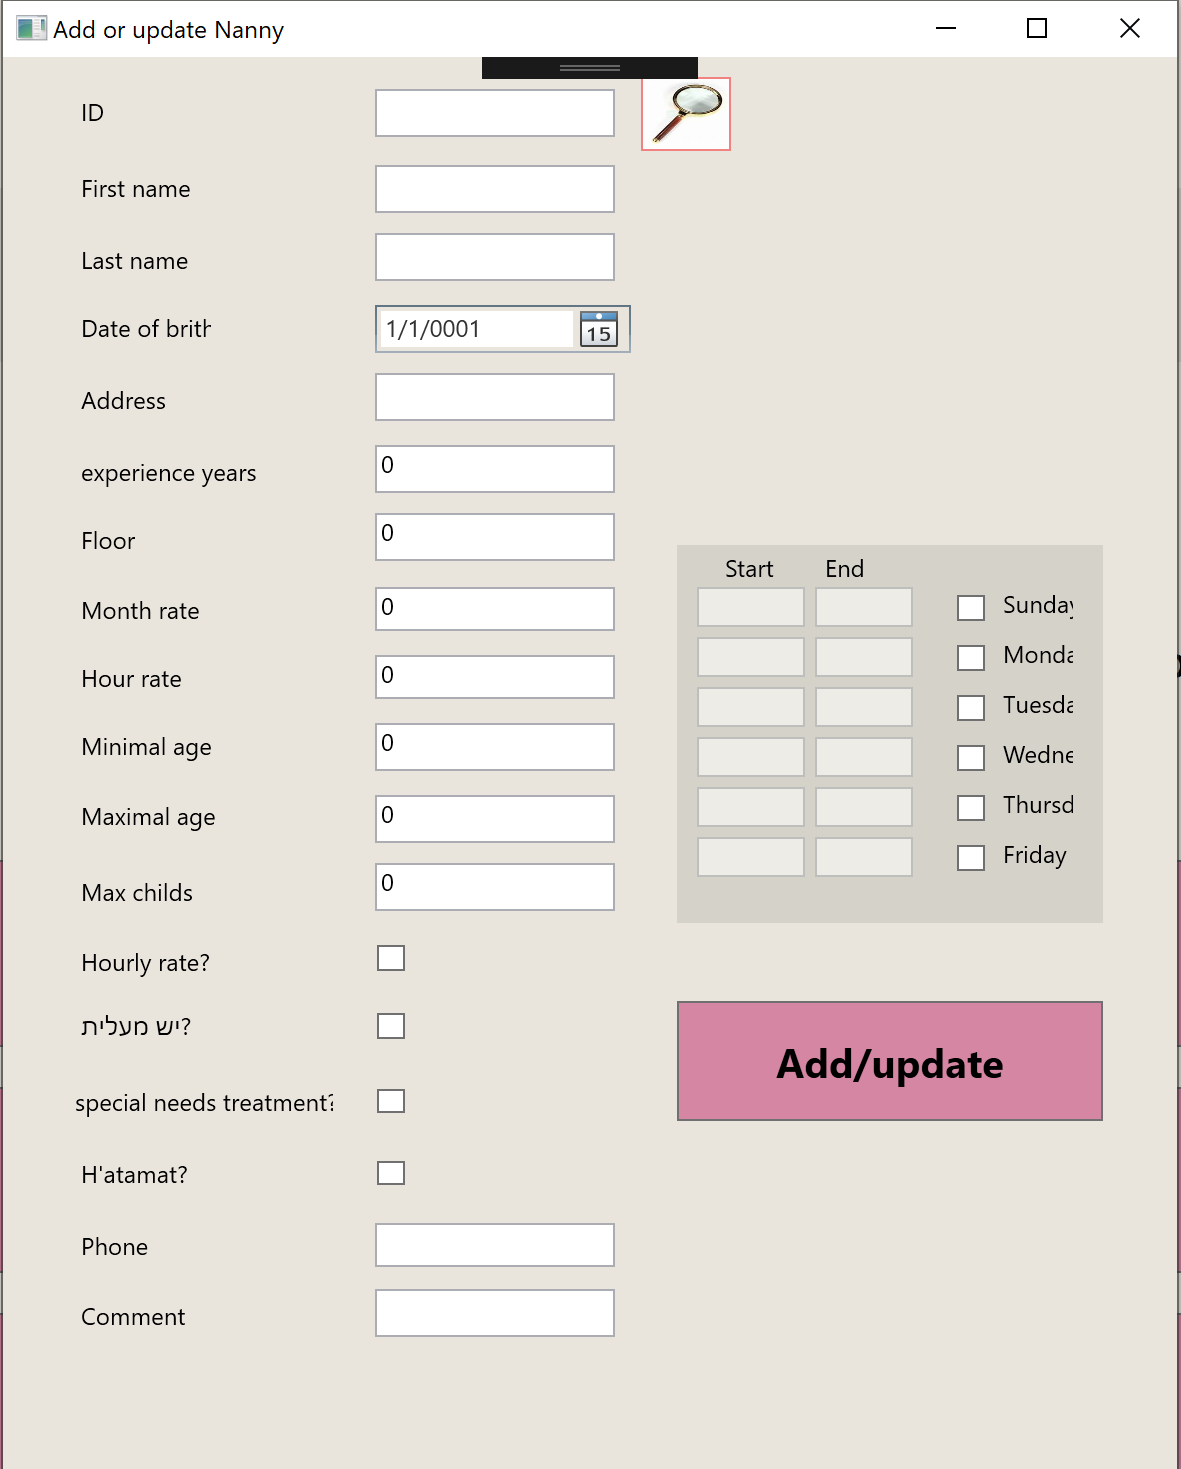 Add or update Nanny
ID
First name
Last name
Date of brith
1/1/0001
15
Address
experience years
0
Floor
0
Month rate
0
Hour rate
0
Minimal age
0
Maximal age
0
Max childs
0
Hourly rate?
יש מעלית?
special needs treatment?
H'atamat?
Phone
Comment
Start End
Sunday
Monda
Tuesda
Wedne
Thursd
Friday
Add/update